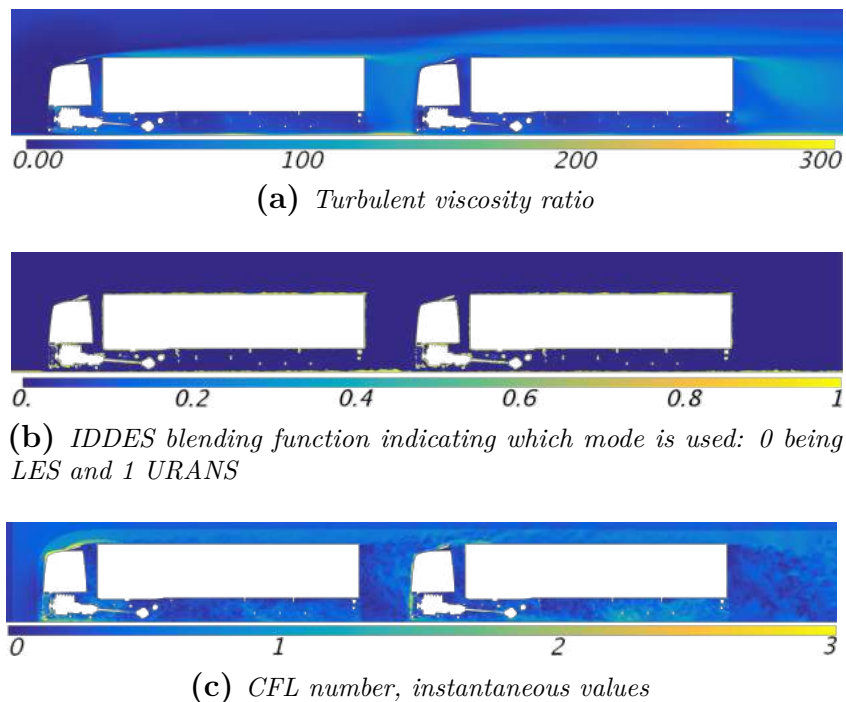 0.00 100 200 300
(a) Turbulent viscosity ratio
0. 0.2 0.4 0.6 0.8 1
(b) IDDES blending function indicating which mode is used: 0 being
LES and 1 URANS
0 1 2 3
(c) CFL number, instantaneous values